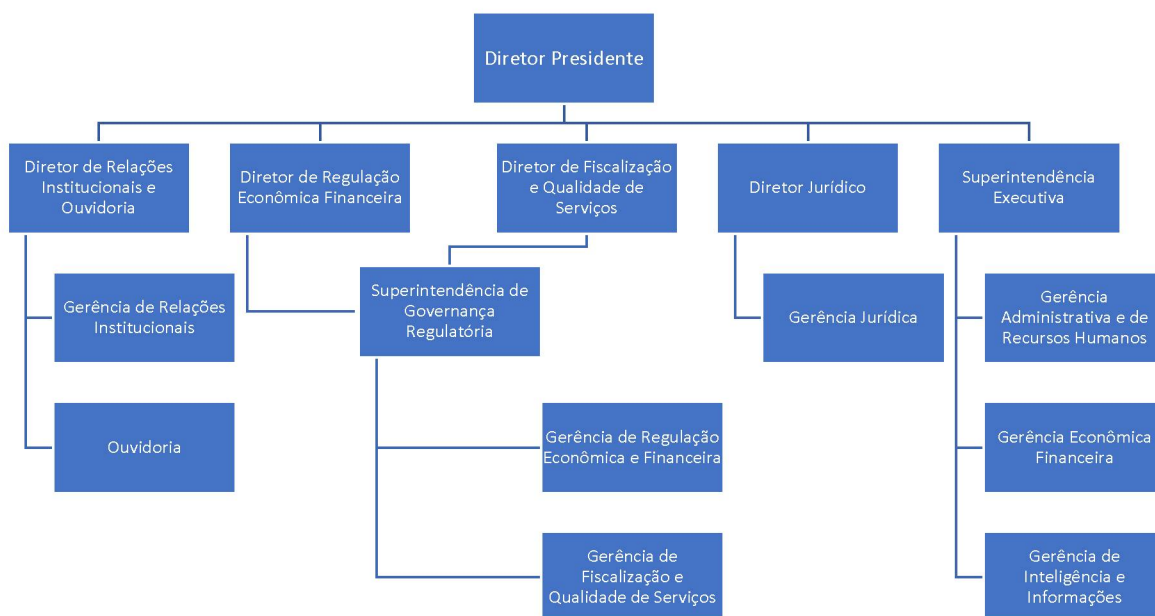 Diretor Presidente
Diretor de Relações
Institucionais e
Ouvidoria
Diretor de Regulação
Econômica Financeira
Diretor de Fiscalização
e Qualidade de
Serviços
Diretor Jurídico
Superintendência
Executiva
Gerência de Relações
Institucionais
Superintendência de
Governança
Regulatória
Gerência Jurídica
Gerência
Administrativa e de
Recursos Humanos
Ouvidoria
Gerência de Regulação
Econômica e Financeira
Gerência Econômica
Financeira
Gerência de
Fiscalização e
Qualidade de Serviços
Gerência de
Inteligência e
Informações